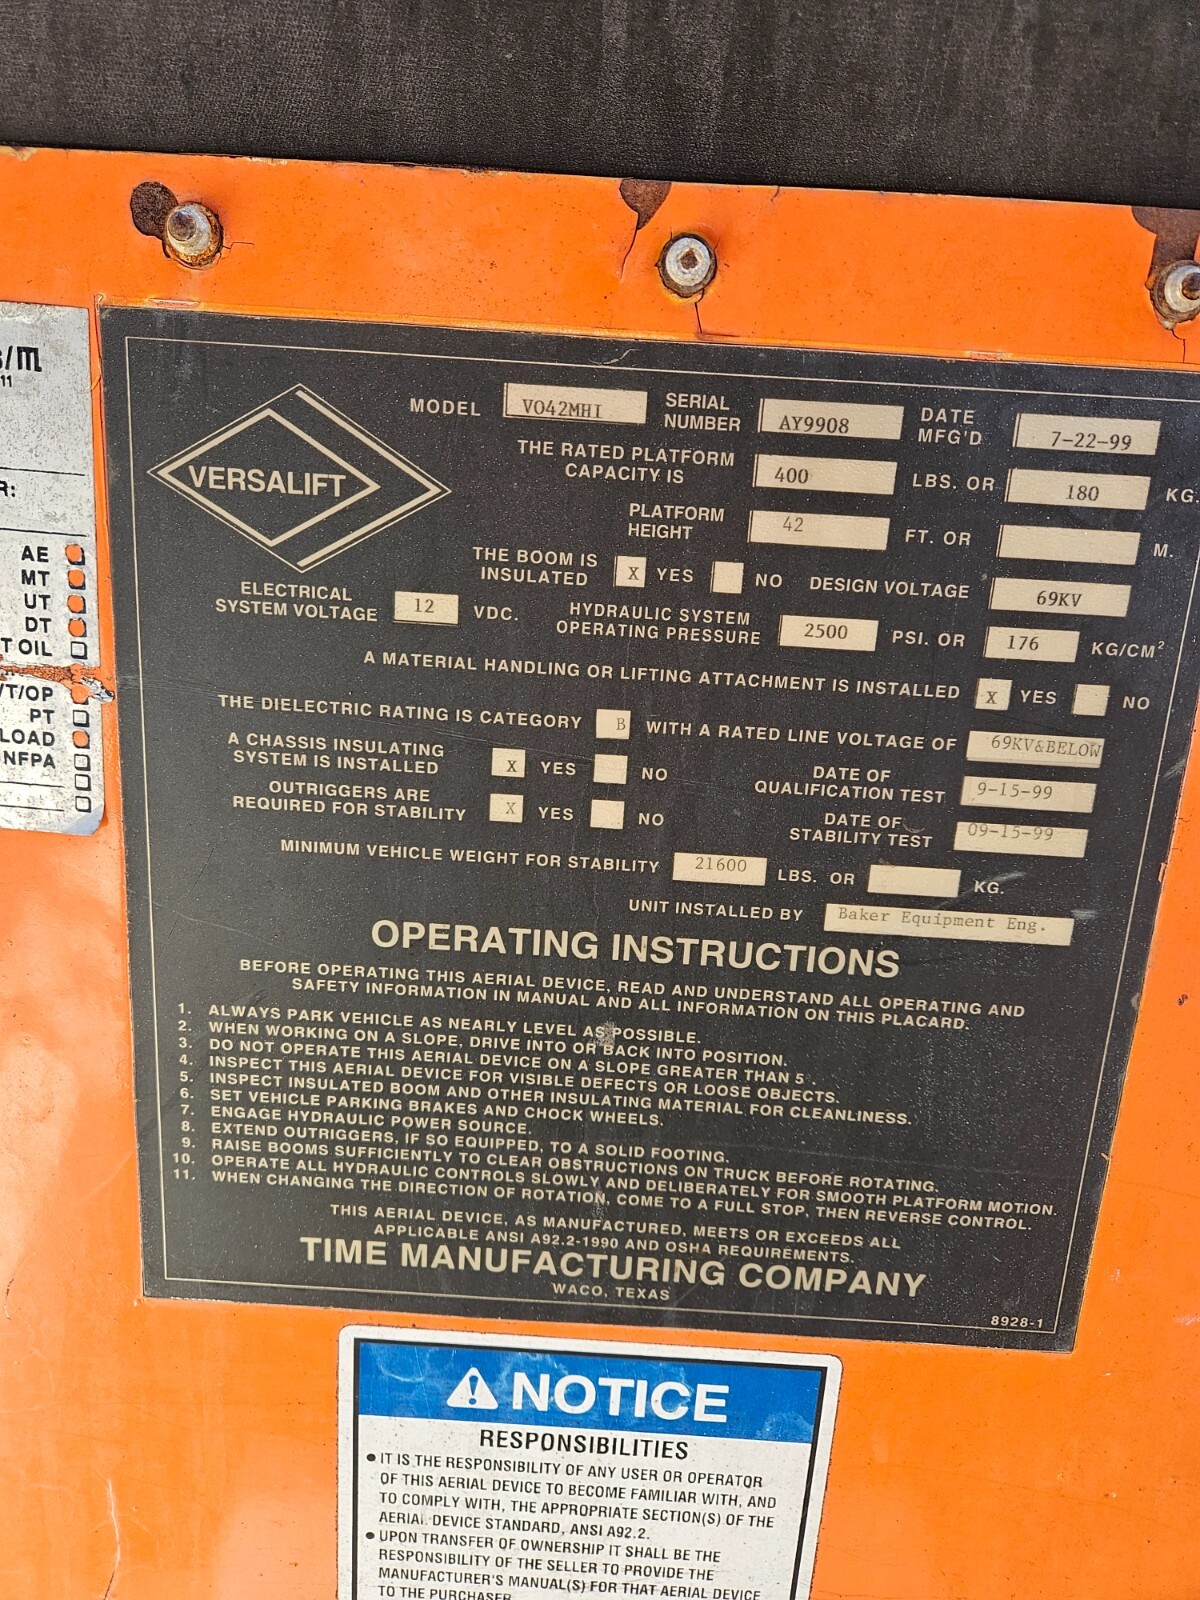 MODEL VO42MHI SERIAL NUMBER AY9908 DATE MFG'D 7-22-99
VERSALIFT
THE RATED PLATFORM CAPACITY IS 400 LBS. OR 180 KG.
PLATFORM HEIGHT 42 FT. OR M.
THE BOOM IS INSULATED X YES NO DESIGN VOLTAGE 69KV
ELECTRICAL SYSTEM VOLTAGE 12 VDC. HYDRAULIC SYSTEM OPERATING PRESSURE 2500 PSI. OR 176 KG/CM²
A MATERIAL HANDLING OR LIFTING ATTACHMENT IS INSTALLED X YES NO
THE DIELECTRIC RATING IS CATEGORY B WITH A RATED LINE VOLTAGE OF 69KV&BELOW
A CHASSIS INSULATING SYSTEM IS INSTALLED X YES NO DATE OF QUALIFICATION TEST 9-15-99
OUTRIGGERS ARE REQUIRED FOR STABILITY X YES NO DATE OF STABILITY TEST 09-15-99
MINIMUM VEHICLE WEIGHT FOR STABILITY 21600 LBS. OR KG.
UNIT INSTALLED BY Baker Equipment Eng.
OPERATING INSTRUCTIONS
BEFORE OPERATING THIS AERIAL DEVICE, READ AND UNDERSTAND ALL OPERATING AND
SAFETY INFORMATION IN MANUAL AND ALL INFORMATION ON THIS PLACARD.
1. ALWAYS PARK VEHICLE AS NEARLY LEVEL AS POSSIBLE.
2. WHEN WORKING ON A SLOPE, DRIVE INTO OR BACK INTO POSITION.
3. DO NOT OPERATE THIS AERIAL DEVICE ON A SLOPE GREATER THAN 5°.
4. INSPECT THIS AERIAL DEVICE FOR VISIBLE DEFECTS OR LOOSE OBJECTS.
5. INSPECT INSULATED BOOM AND OTHER INSULATING MATERIAL FOR CLEANLINESS.
6. SET VEHICLE PARKING BRAKES AND CHOCK WHEELS.
7. ENGAGE HYDRAULIC POWER SOURCE.
8. EXTEND OUTRIGGERS, IF SO EQUIPPED, TO A SOLID FOOTING.
9. RAISE BOOMS SUFFICIENTLY TO CLEAR OBSTRUCTIONS ON TRUCK BEFORE ROTATING.
10. OPERATE ALL HYDRAULIC CONTROLS SLOWLY AND DELIBERATELY FOR SMOOTH PLATFORM MOTION.
11. WHEN CHANGING THE DIRECTION OF ROTATION, COME TO A FULL STOP, THEN REVERSE CONTROL.
THIS AERIAL DEVICE, AS MANUFACTURED, MEETS OR EXCEEDS ALL
APPLICABLE ANSI A92.2-1990 AND OSHA REQUIREMENTS.
TIME MANUFACTURING COMPANY
WACO, TEXAS
8928-1
11
R:
AE
MT
UT
DT
T OIL
/T/OP
PT
LOAD
NFPA
NOTICE
RESPONSIBILITIES
● IT IS THE RESPONSIBILITY OF ANY USER OR OPERATOR
OF THIS AERIAL DEVICE TO BECOME FAMILIAR WITH, AND
TO COMPLY WITH, THE APPROPRIATE SECTION(S) OF THE
AERIAL DEVICE STANDARD, ANSI A92.2.
● UPON TRANSFER OF OWNERSHIP IT SHALL BE THE
RESPONSIBILITY OF THE SELLER TO PROVIDE THE
MANUFACTURER'S MANUAL(S) FOR THAT AERIAL DEVICE
TO THE PURCHASER